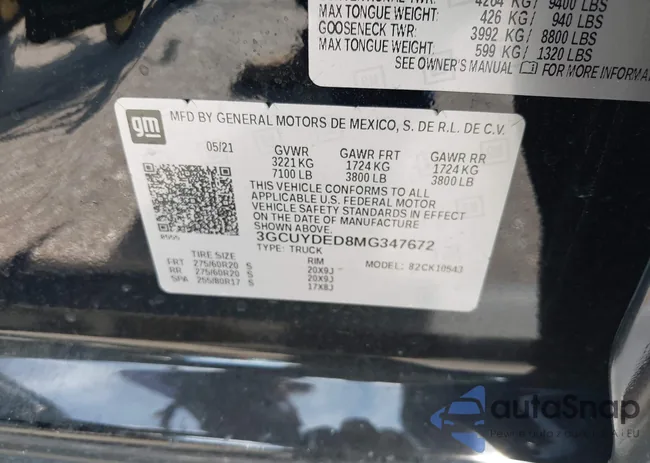 4264 KG/ 9400 LBS
MAX TONGUE WEIGHT:
426 KG/ 940 LBS
GOOSENECK TWR:
3992 KG/ 8800 LBS
MAX TONGUE WEIGHT:
599 KG/ 1320 LBS
SEE OWNER'S MANUAL FOR MORE INFORMA
gm
MFD BY GENERAL MOTORS DE MEXICO, S. DE R.L. DE C.V.
05/21 GVWR GAWR FRT GAWR RR
3221 KG 1724 KG 1724 KG
7100 LB 3800 LB 3800 LB
THIS VEHICLE CONFORMS TO ALL
APPLICABLE U.S. FEDERAL MOTOR
VEHICLE SAFETY STANDARDS IN EFFECT
ON THE DATE OF MANUFACTURE SHOWN ABOVE.
3GCUYDED8MG347672
TYPE: TRUCK MODEL: 82CK10543
TIRE SIZE RIM
FRT 275/60R20 S 20X9J
RR 275/60R20 S 20X9J
SPA 255/80R17 S 17X8J
autoSnap